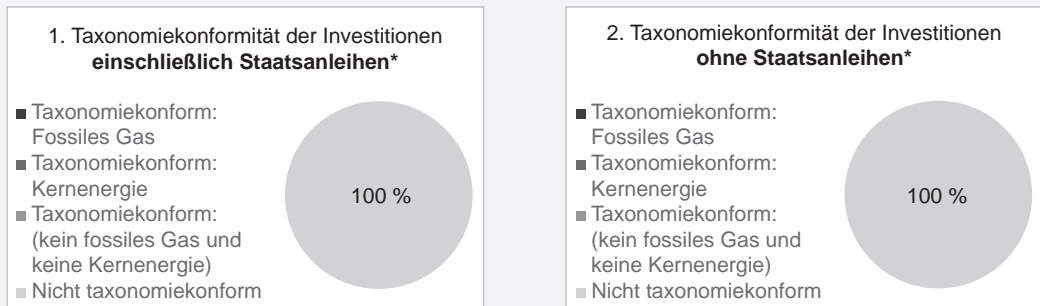 1. Taxonomiekonformität der Investitionen
einschließlich Staatsanleihen*
Taxonomiekonform:
Fossiles Gas
Taxonomiekonform:
Kernenergie
Taxonomiekonform:
(kein fossiles Gas und
keine Kernenergie)
Nicht taxonomiekonform
100 %
2. Taxonomiekonformität der Investitionen
ohne Staatsanleihen*
Taxonomiekonform:
Fossiles Gas
Taxonomiekonform:
Kernenergie
Taxonomiekonform:
(kein fossiles Gas und
keine Kernenergie)
Nicht taxonomiekonform
100 %